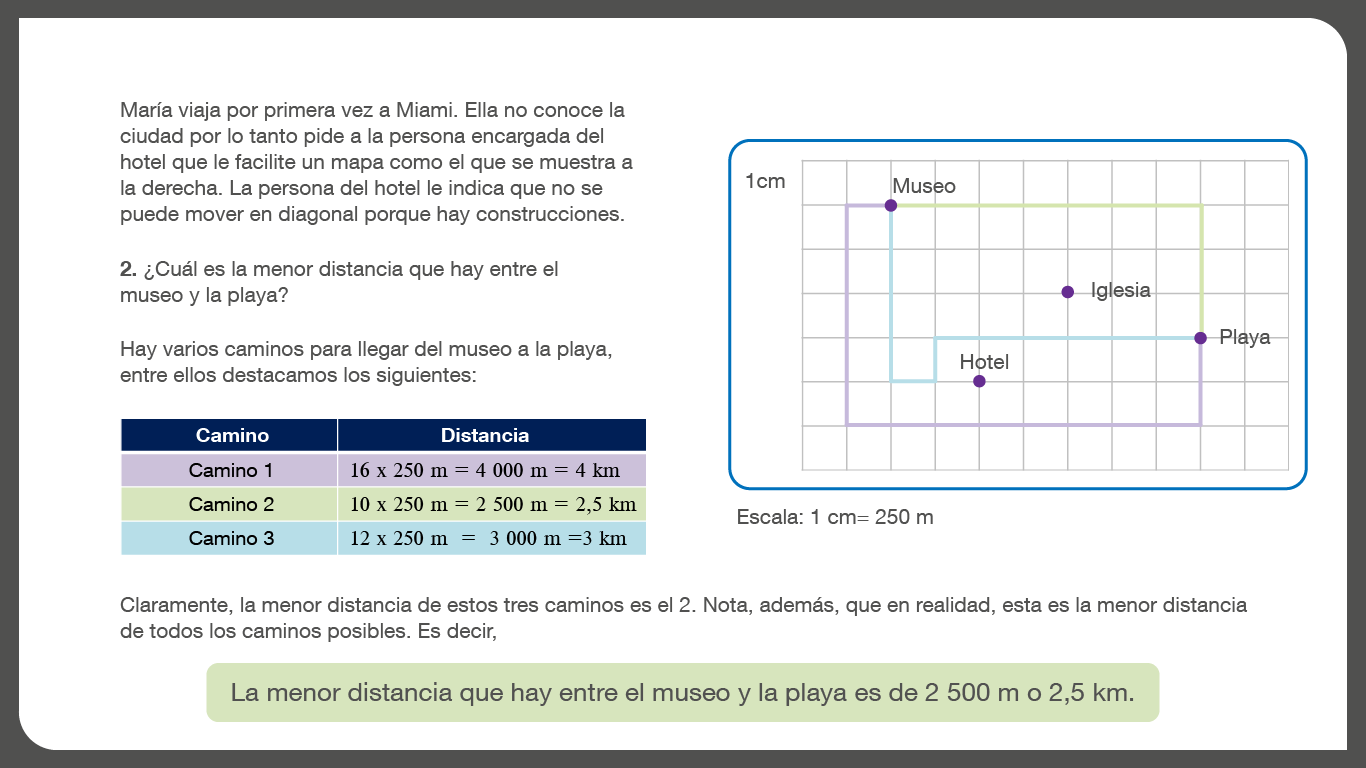 María viaja por primera vez a Miami. Ella no conoce la
ciudad por lo tanto pide a la persona encargada del
hotel que le facilite un mapa como el que se muestra a
la derecha. La persona del hotel le indica que no se
puede mover en diagonal porque hay construcciones.
2. ¿Cuál es la menor distancia que hay entre el
museo y la playa?
Hay varios caminos para llegar del museo a la playa,
entre ellos destacamos los siguientes:
Camino Distancia
Camino 1 16 x 250 m = 4 000 m = 4 km
Camino 2 10 x 250 m = 2 500 m = 2,5 km
Camino 3 12 x 250 m = 3 000 m =3 km
1cm
Museo
Iglesia
Playa
Hotel
Escala: 1 cm= 250 m
Claramente, la menor distancia de estos tres caminos es el 2. Nota, además, que en realidad, esta es la menor distancia
de todos los caminos posibles. Es decir,
La menor distancia que hay entre el museo y la playa es de 2 500 m o 2,5 km.